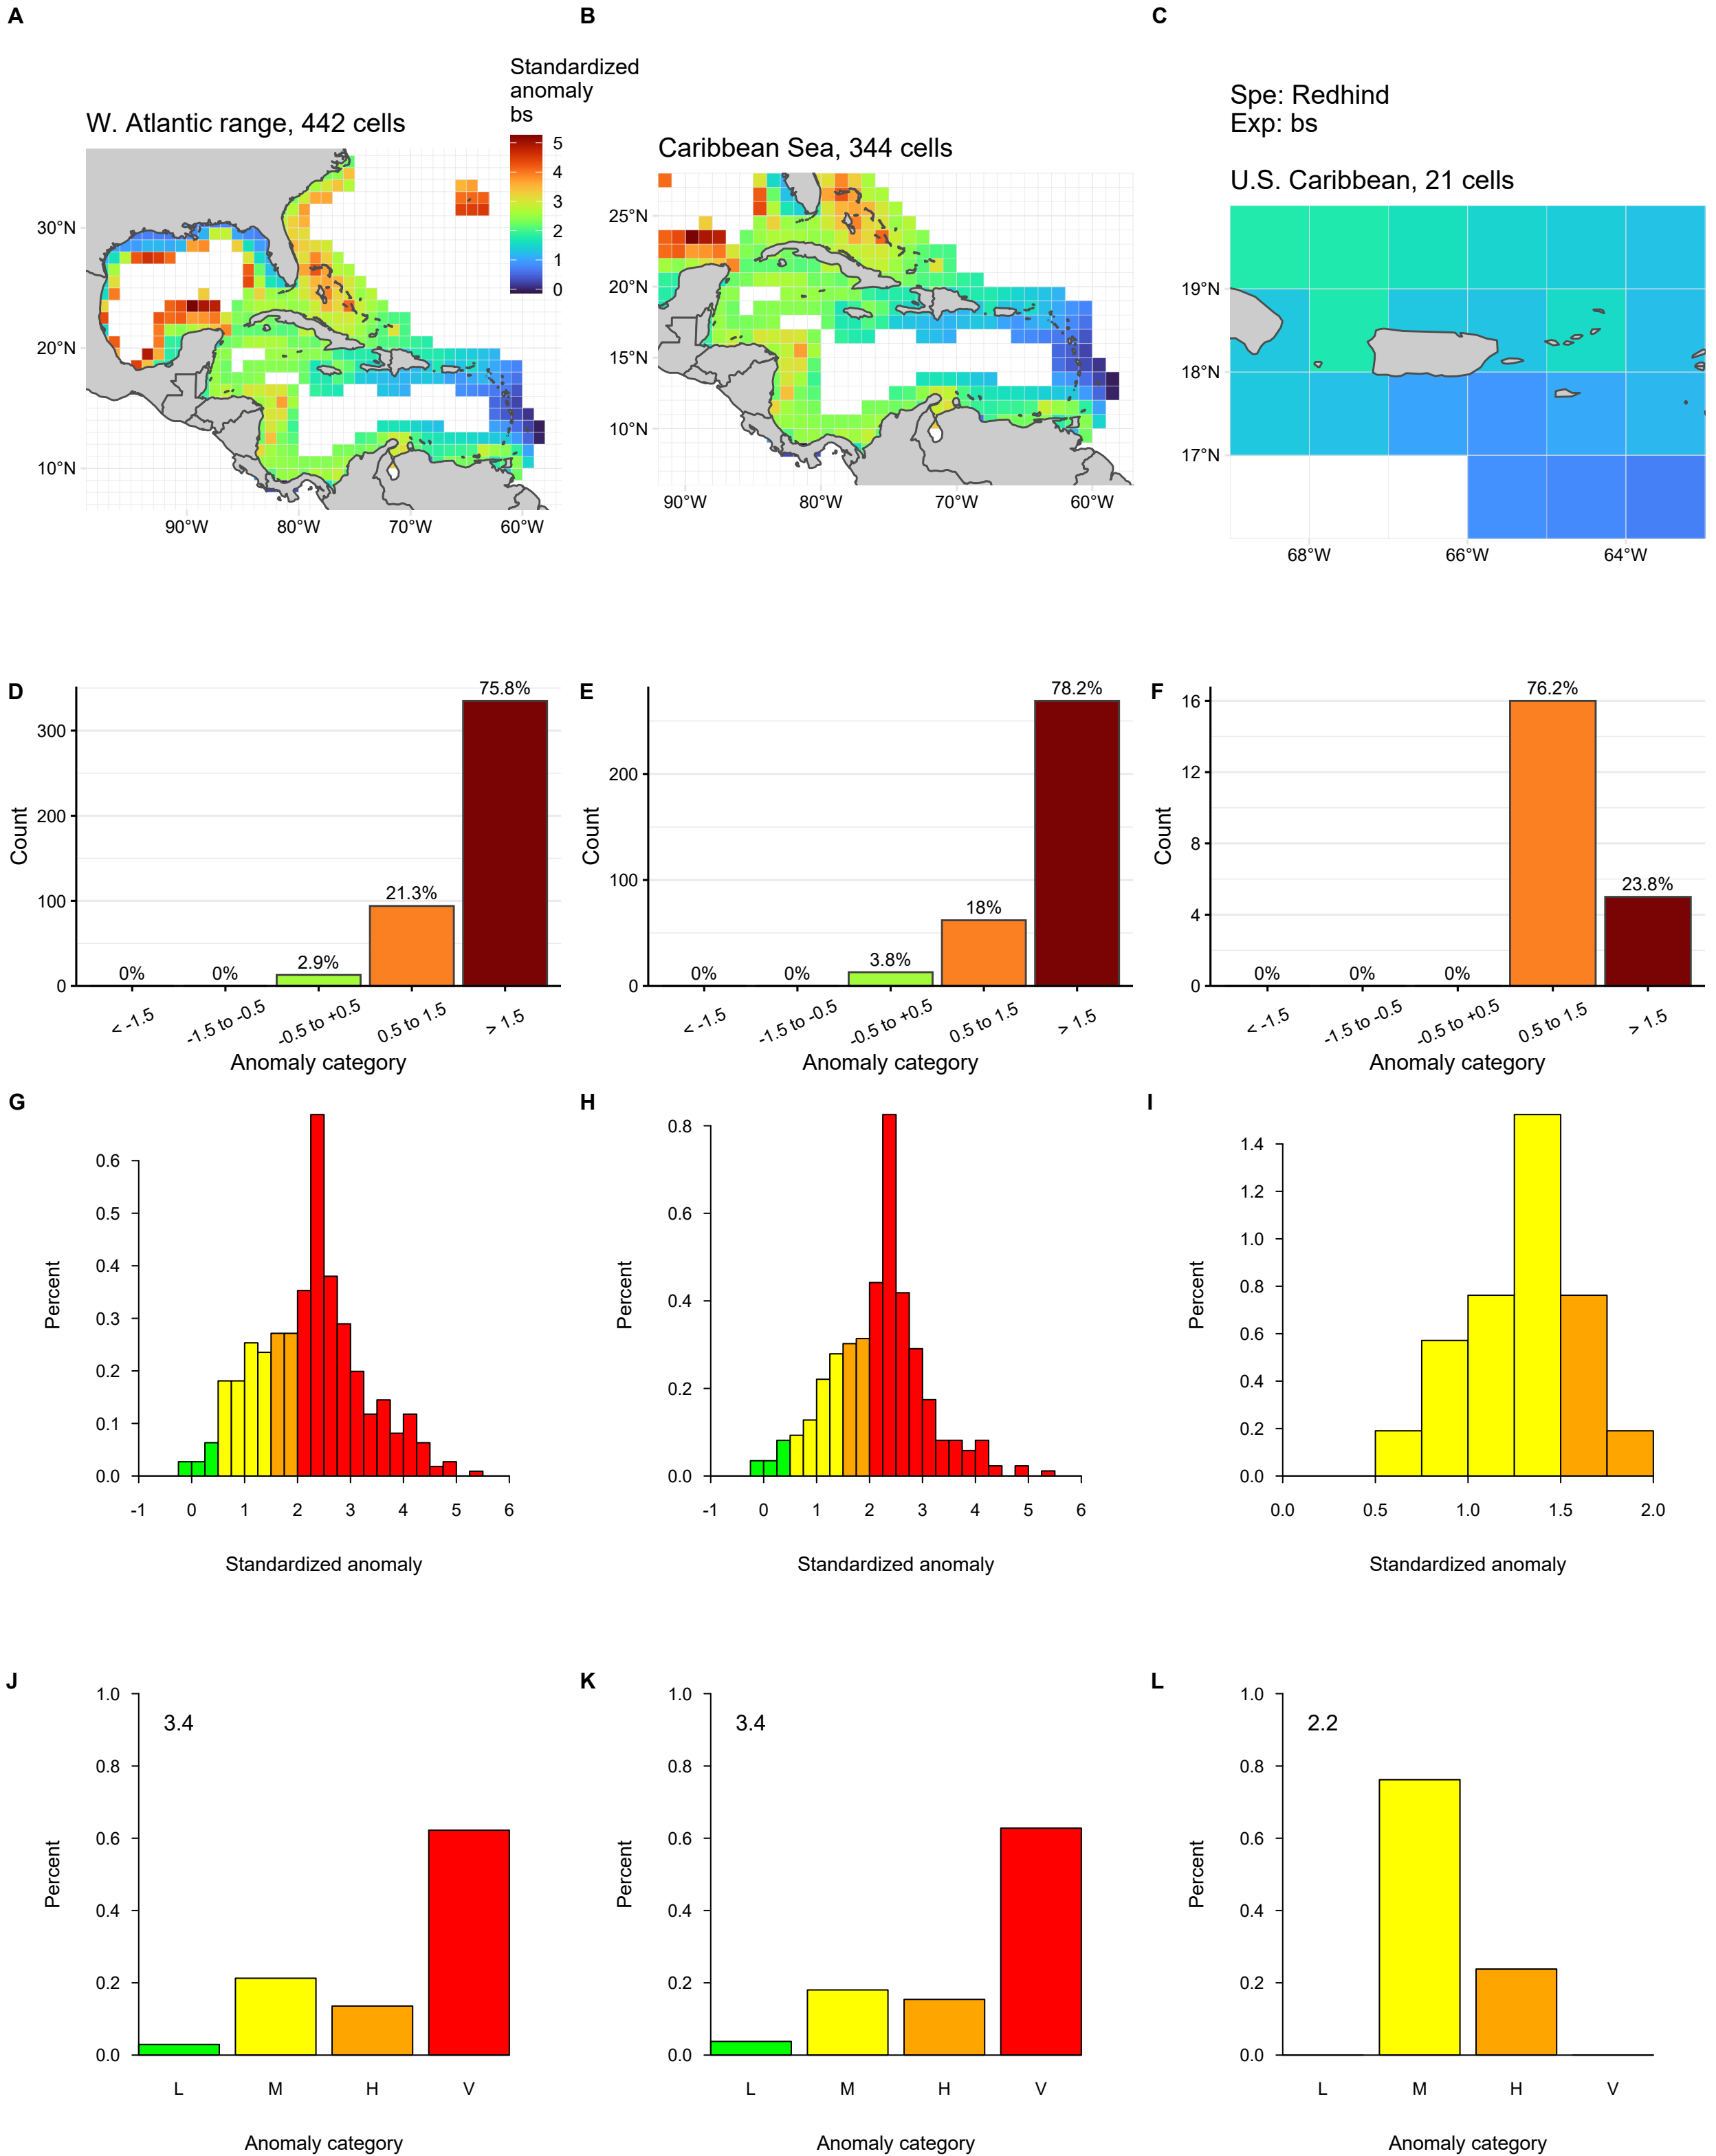 A
B
C
Standardized
anomaly
bs
5
4
3
2
1
0
W. Atlantic range, 442 cells
30°N
20°N
10°N
90°W 80°W 70°W 60°W
Caribbean Sea, 344 cells
25°N
20°N
15°N
10°N
90°W 80°W 70°W 60°W
Spe: Redhind
Exp: bs
U.S. Caribbean, 21 cells
19°N
18°N
17°N
68°W 66°W 64°W
D
Count
300
200
100
0
0% 0% 2.9% 21.3% 75.8%
< -1.5 -1.5 to -0.5 -0.5 to +0.5 0.5 to 1.5 > 1.5
Anomaly category
E
Count
200
100
0
0% 0% 3.8% 18% 78.2%
< -1.5 -1.5 to -0.5 -0.5 to +0.5 0.5 to 1.5 > 1.5
Anomaly category
F
Count
16
12
8
4
0
0% 0% 0% 76.2% 23.8%
< -1.5 -1.5 to -0.5 -0.5 to +0.5 0.5 to 1.5 > 1.5
Anomaly category
G
Percent
0.6
0.5
0.4
0.3
0.2
0.1
0.0
-1 0 1 2 3 4 5 6
Standardized anomaly
H
Percent
0.8
0.6
0.4
0.2
0.0
-1 0 1 2 3 4 5 6
Standardized anomaly
I
Percent
1.4
1.2
1.0
0.8
0.6
0.4
0.2
0.0
0.0 0.5 1.0 1.5 2.0
Standardized anomaly
J
Percent
1.0
0.8
0.6
0.4
0.2
0.0
3.4
L M H V
Anomaly category
K
Percent
1.0
0.8
0.6
0.4
0.2
0.0
3.4
L M H V
Anomaly category
L
Percent
1.0
0.8
0.6
0.4
0.2
0.0
2.2
L M H V
Anomaly category